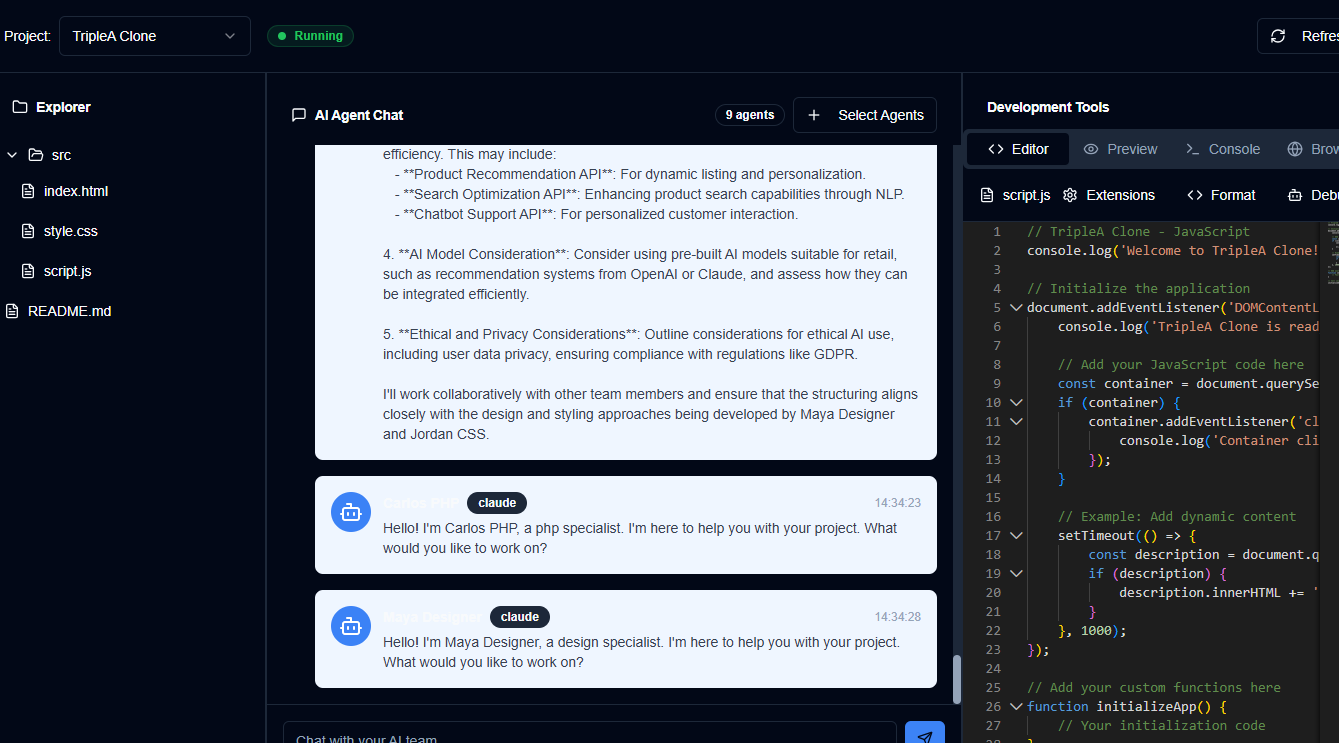 Project:
TripleA Clone
Running
Explorer
src
index.html
style.css
script.js
README.md
AI Agent Chat
9 agents
Select Agents
efficiency. This may include:
- **Product Recommendation API**: For dynamic listing and personalization.
- **Search Optimization API**: Enhancing product search capabilities through NLP.
- **Chatbot Support API**: For personalized customer interaction.
4. **AI Model Consideration**: Consider using pre-built AI models suitable for retail,
such as recommendation systems from OpenAI or Claude, and assess how they can
be integrated efficiently.
5. **Ethical and Privacy Considerations**: Outline considerations for ethical AI use,
including user data privacy, ensuring compliance with regulations like GDPR.
I'll work collaboratively with other team members and ensure that the structuring aligns
closely with the design and styling approaches being developed by Maya Designer
and Jordan CSS.
Carlos PHP claude 14:34:23
Hello! I'm Carlos PHP, a php specialist. I'm here to help you with your project. What
would you like to work on?
Maya Designer claude 14:34:28
Hello! I'm Maya Designer, a design specialist. I'm here to help you with your project.
What would you like to work on?
Chat with your AI team
Refres
Development Tools
Editor Preview Console Brow
script.js Extensions Format Debu
1 // TripleA Clone - JavaScript
2 console.log('Welcome to TripleA Clone!
3
4 // Initialize the application
5 document.addEventListener('DOMContentL
6 console.log('TripleA Clone is read
7
8 // Add your JavaScript code here
9 const container = document.querySe
10 if (container) {
11 container.addEventListener('cl
12 console.log('Container cli
13 });
14 }
15
16 // Example: Add dynamic content
17 setTimeout(() => {
18 const description = document.q
19 if (description) {
20 description.innerHTML += '
21 }
22 }, 1000);
23 });
24
25 // Add your custom functions here
26 function initializeApp() {
27 // Your initialization code
28 }